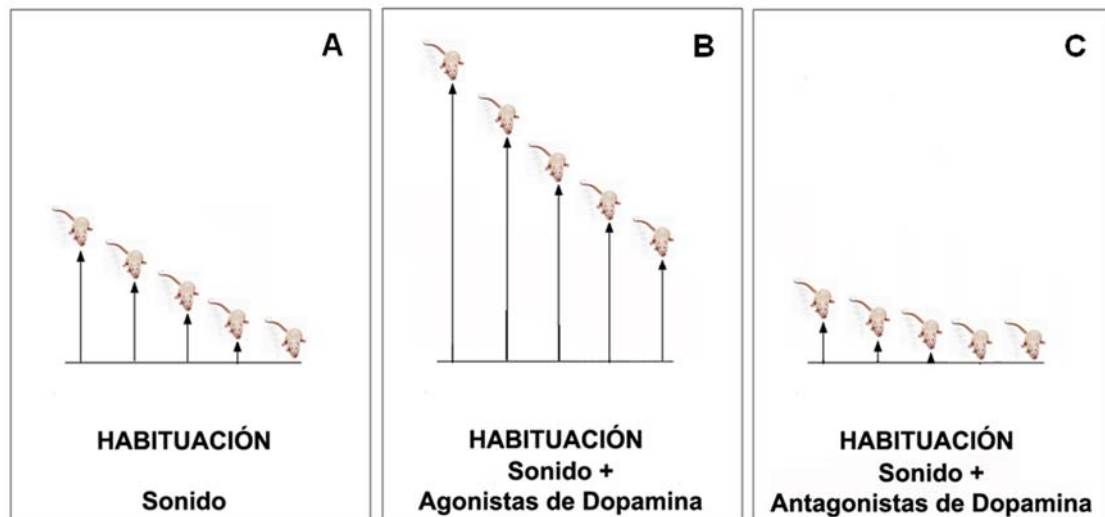 A
HABITUACIÓN
Sonido
B
HABITUACIÓN
Sonido +
Agonistas de Dopamina
C
HABITUACIÓN
Sonido +
Antagonistas de Dopamina